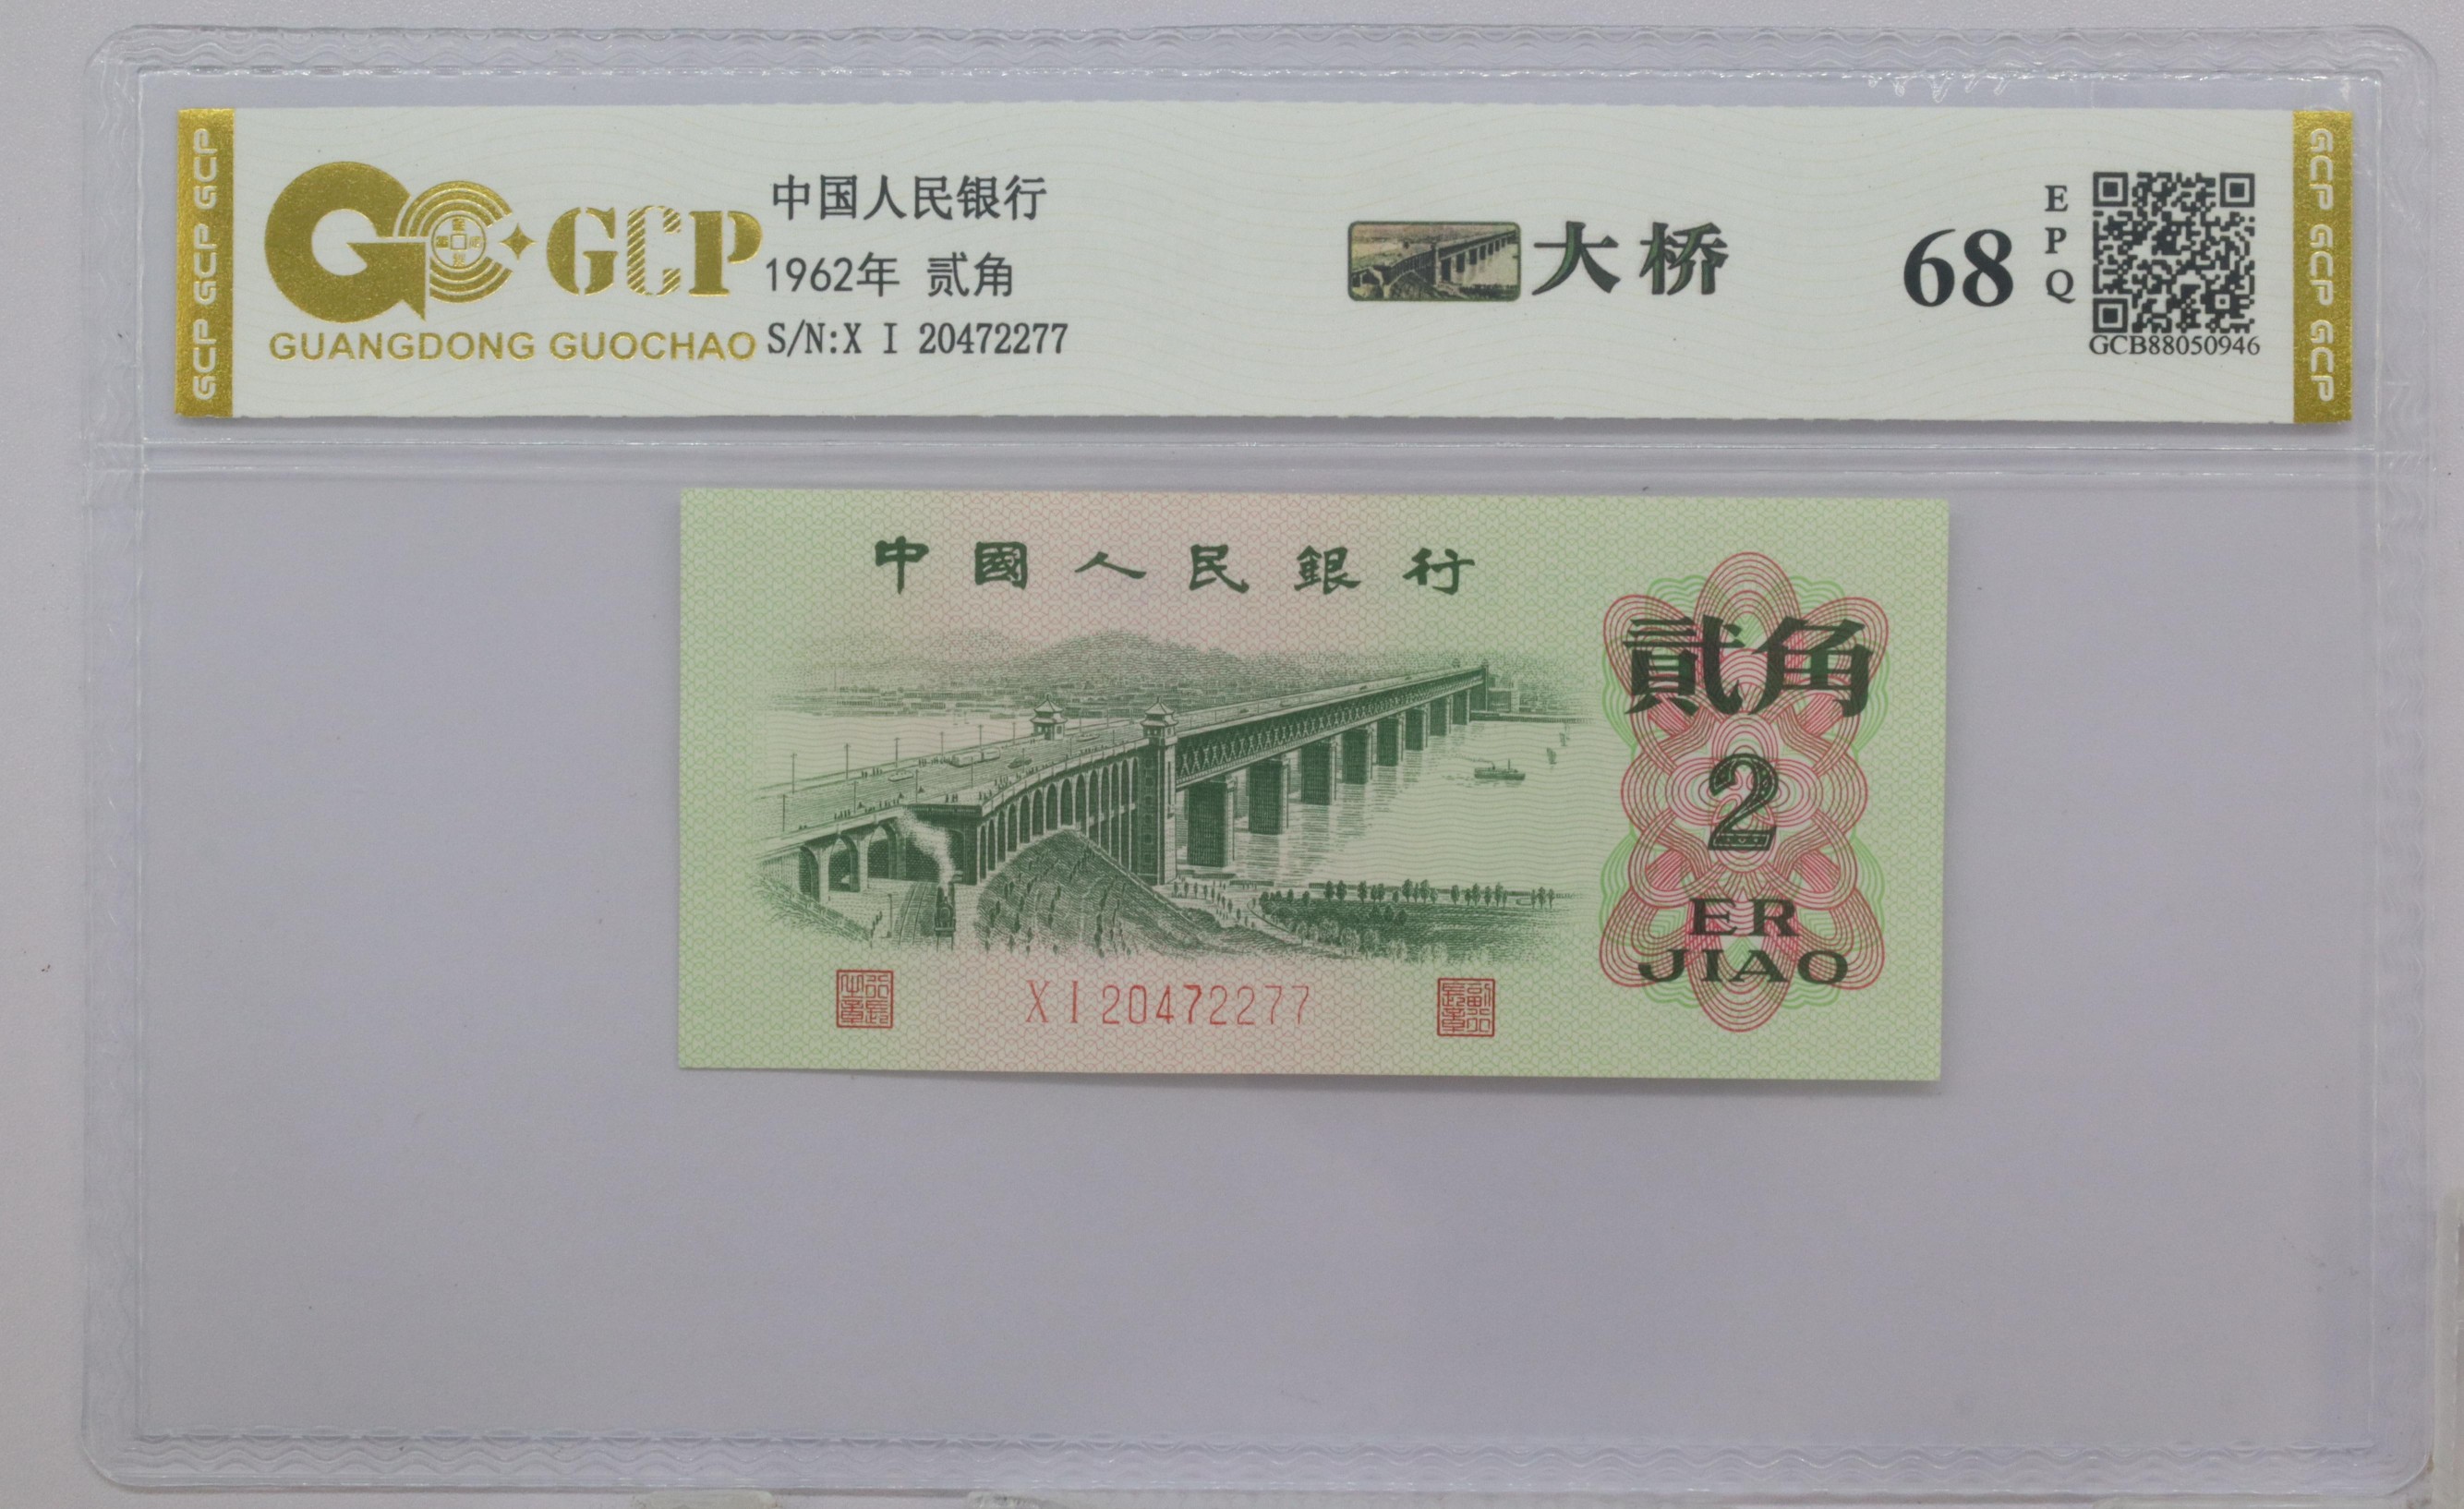 GCP GCP GCP
GCP
GUANGDONG GUOCHAO
中国人民银行
1962年 贰角
S/N:X I 20472277
大桥
68
EPQ
GCB88050946
GCP GCP GCP
中國人民銀行
貳角
2
ER
JIAO
X I 20472277